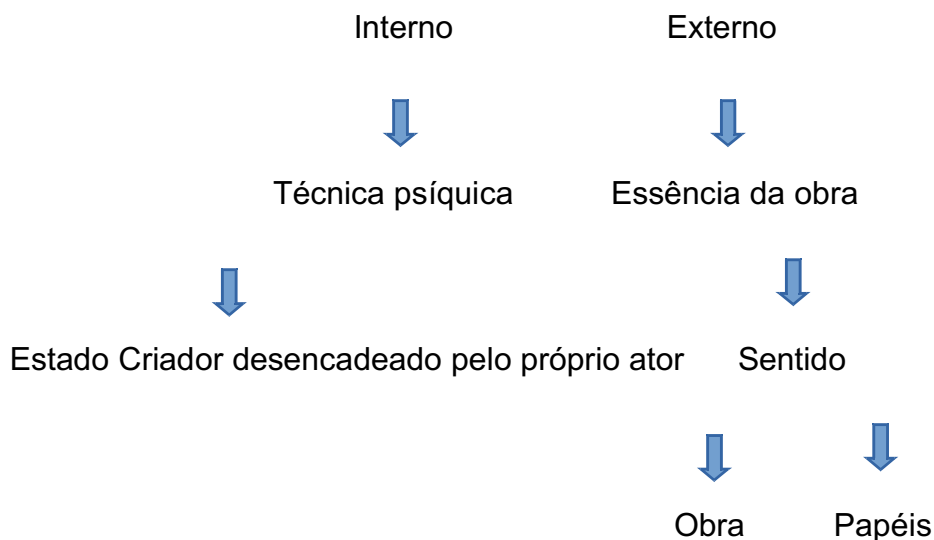 Interno Externo
Técnica psíquica Essência da obra
Estado Criador desencadeado pelo próprio ator Sentido
Obra Papéis